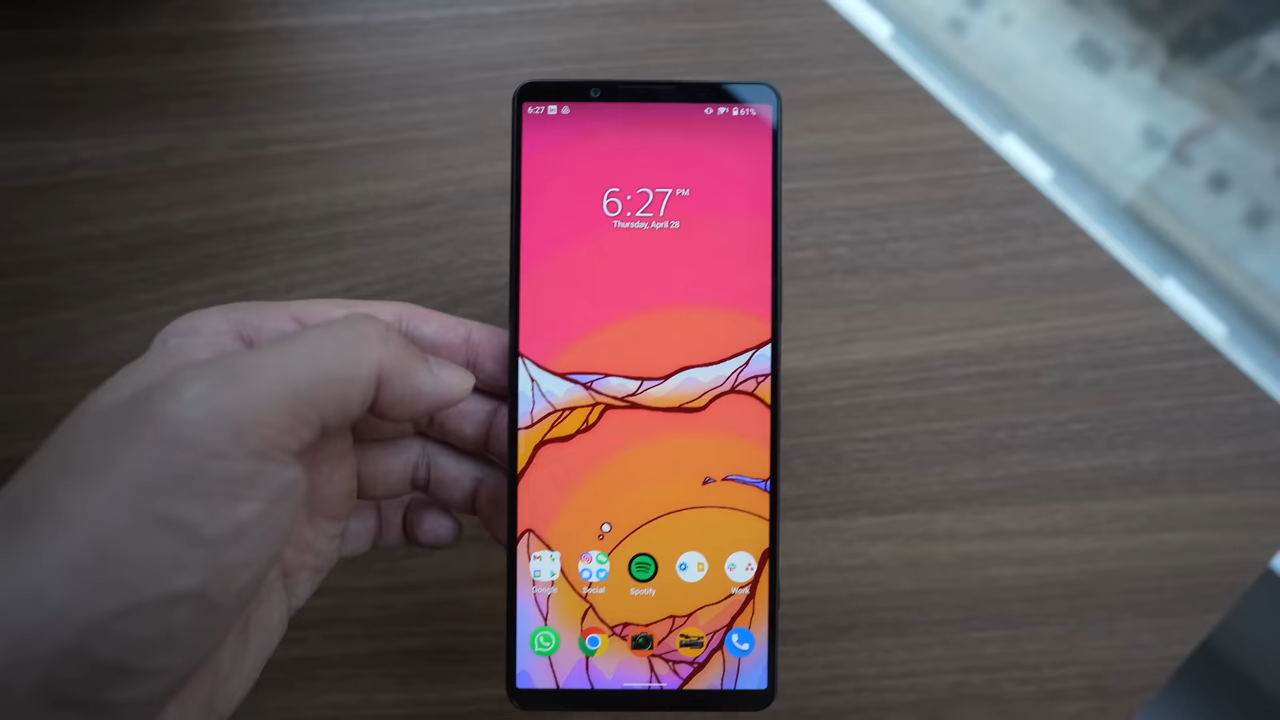 6:27
61%
6:27 PM
Thursday, April 28
Google
Social
Spotify
Work